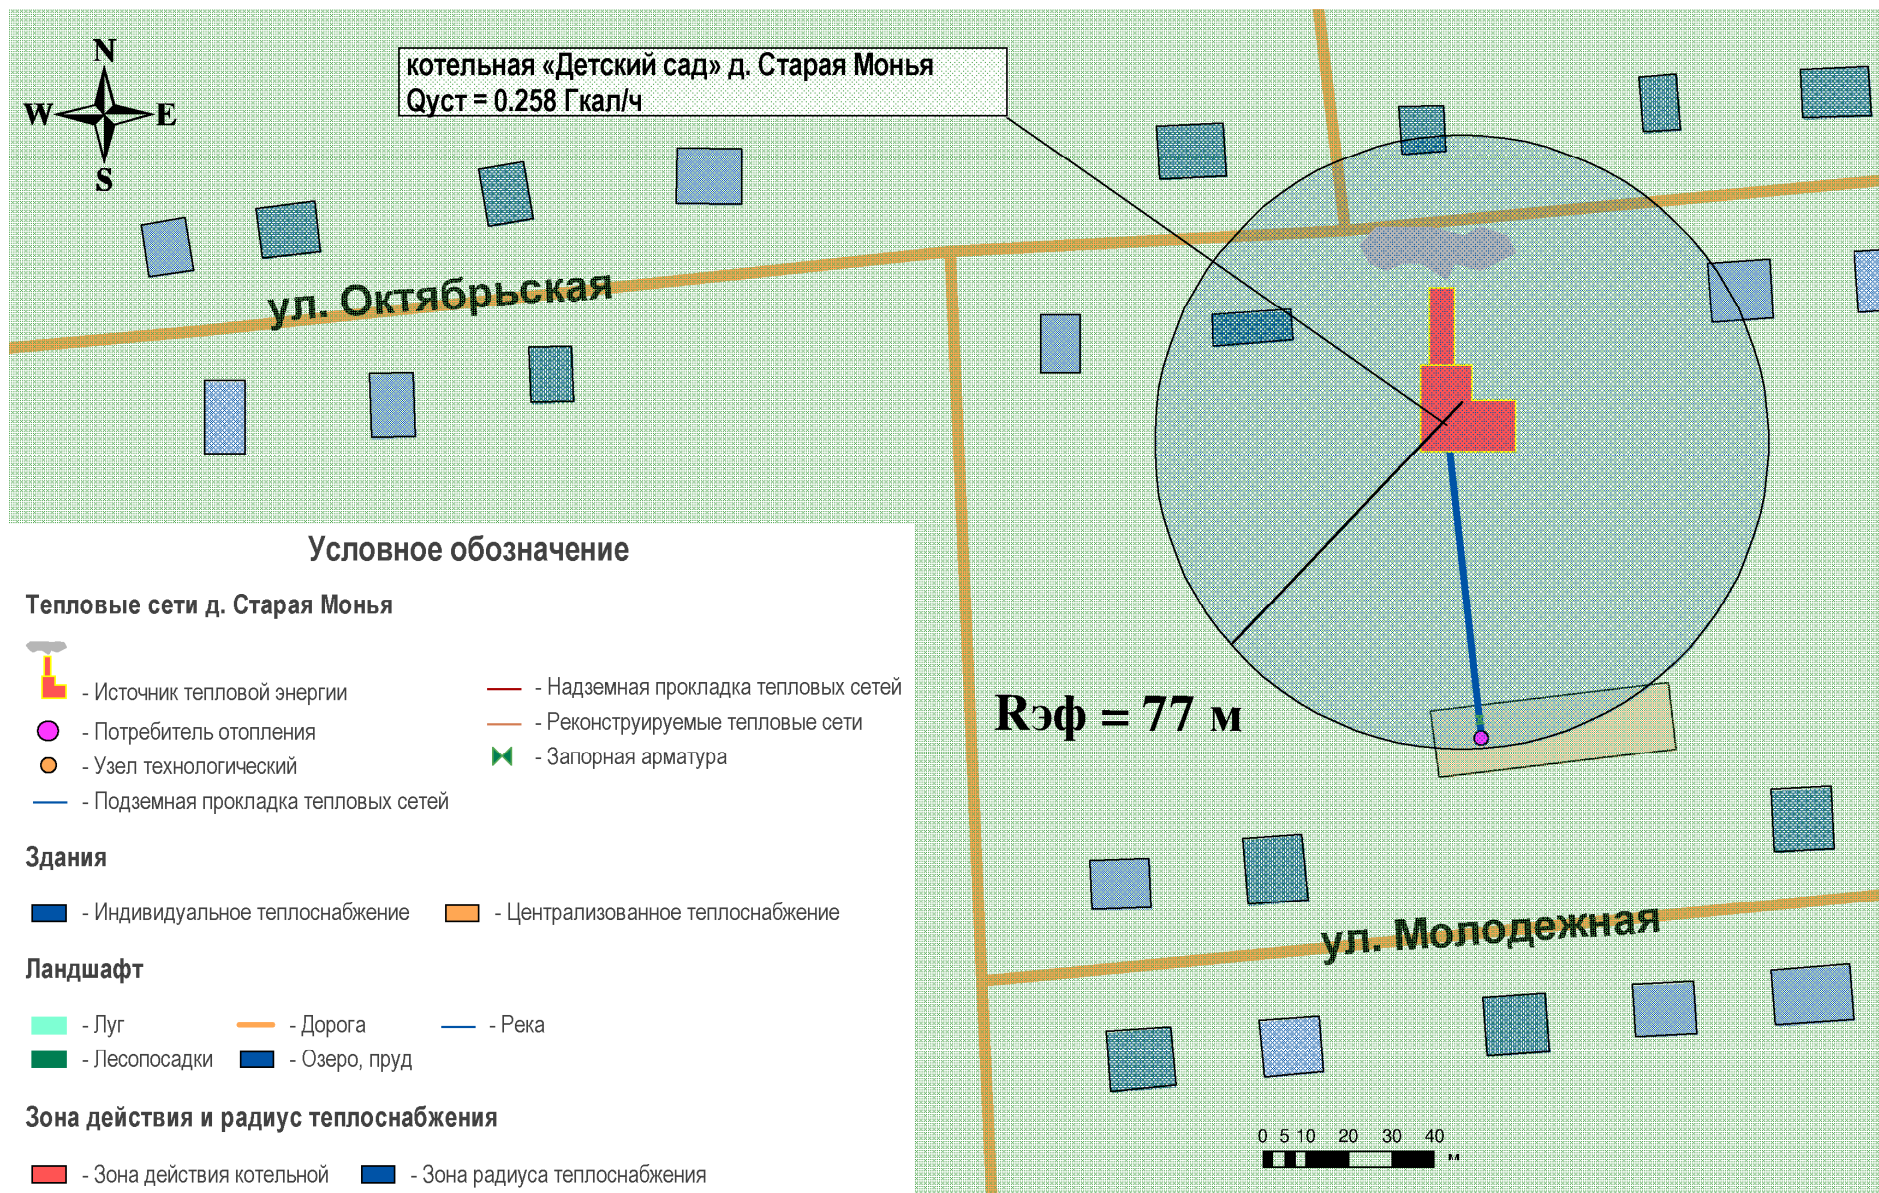 N
W E
S
котельная «Детский сад» д. Старая Монья
Qуст = 0.258 Гкал/ч
ул. Октябрьская
Rэф = 77 м
ул. Молодежная
0 5 10 20 30 40
м
Условное обозначение
Тепловые сети д. Старая Монья
- Источник тепловой энергии
- Потребитель отопления
- Узел технологический
- Подземная прокладка тепловых сетей
- Надземная прокладка тепловых сетей
- Реконструируемые тепловые сети
- Запорная арматура
Здания
- Индивидуальное теплоснабжение
- Централизованное теплоснабжение
Ландшафт
- Луг
- Дорога
- Река
- Лесопосадки
- Озеро, пруд
Зона действия и радиус теплоснабжения
- Зона действия котельной
- Зона радиуса теплоснабжения